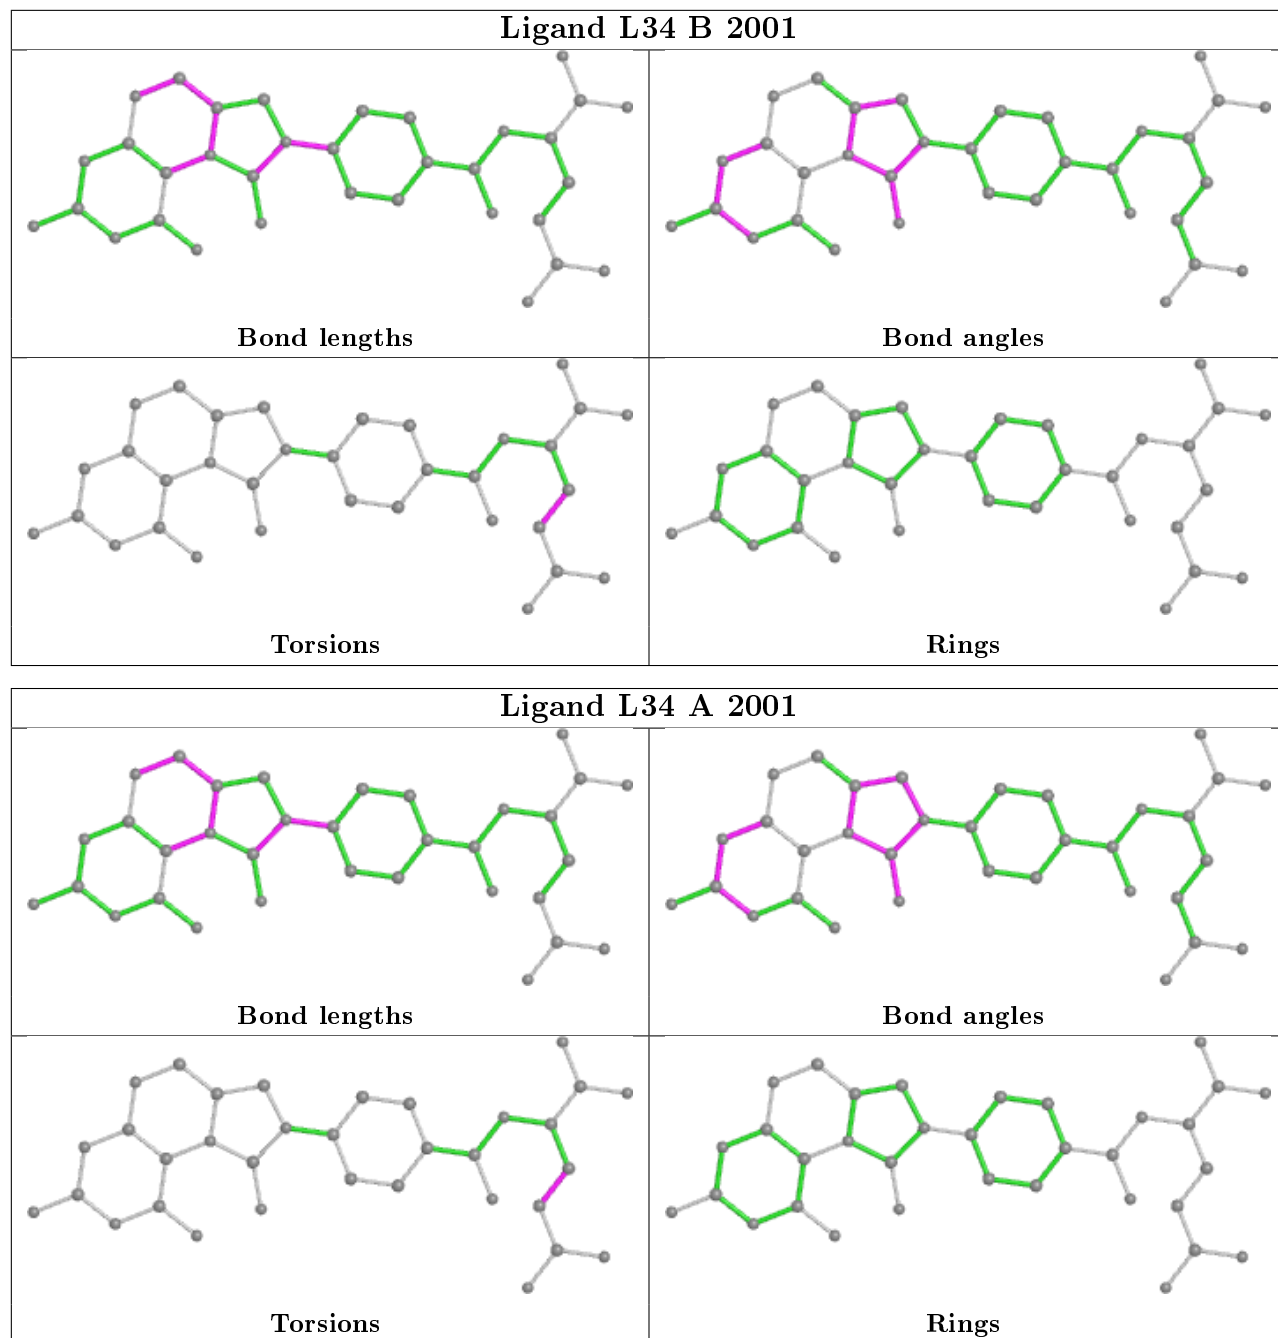 Ligand L34 B 2001
Bond lengths
Bond angles
Torsions
Rings
Ligand L34 A 2001
Bond lengths
Bond angles
Torsions
Rings